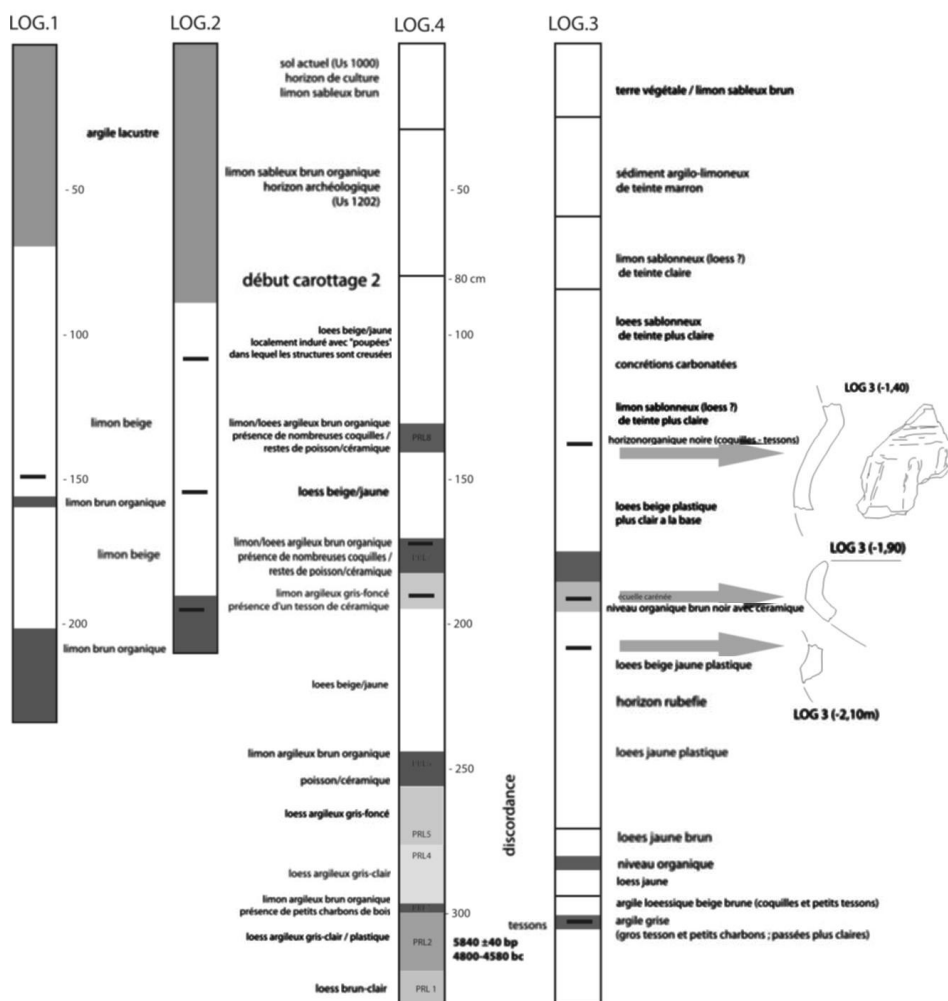 LOG.1
LOG.2
LOG.4
LOG.3
argile lacustre
- 50
- 100
limon beige
- 150
limon brun organique
limon beige
- 200
limon brun organique
sol actuel (Us 1000)
horizon de culture
limon sableux brun
limon sableux brun organique
horizon archéologique
(Us 1202)
début carottage 2
loees beige/jaune
localement induré avec "poupées"
dans lequel les structures sont creusées
limon/loees argileux brun organique
présence de nombreuses coquilles /
restes de poisson/céramique
loess beige/jaune
limon/loees argileux brun organique
présence de nombreuses coquilles /
restes de poisson/céramique
limon argileux gris-foncé
présence d'un tesson de céramique
loees beige/jaune
limon argileux brun organique
poisson/céramique
loess argileux gris-foncé
loess argileux gris-clair
limon argileux brun organique
présence de petits charbons de bois
loess argileux gris-clair / plastique
loess brun-clair
PRL8
PRL5
PRL4
PRL2
PRL 1
- 50
- 80 cm
- 100
- 150
- 200
- 250
- 300
5840 ±40 bp
4800-4580 bc
discordance
tessons
terre végétale / limon sableux brun
sédiment argilo-limoneux
de teinte marron
limon sablonneux (loess ?)
de teinte claire
loees sablonneux
de teinte plus claire
concrétions carbonatées
limon sablonneux (loess ?)
de teinte plus claire
horizonorganique noire (coquilles - tessons)
loees beige plastique
plus clair a la base
ecuelle carénée
niveau organique brun noir avec céramique
loees beige jaune plastique
horizon rubefie
loees jaune plastique
loees jaune brun
niveau organique
loess jaune
argile loessique beige brune (coquilles et petits tessons)
argile grise
(gros tesson et petits charbons ; passées plus claires)
LOG 3 (-1,40)
LOG 3 (-1,90)
LOG 3 (-2,10m)